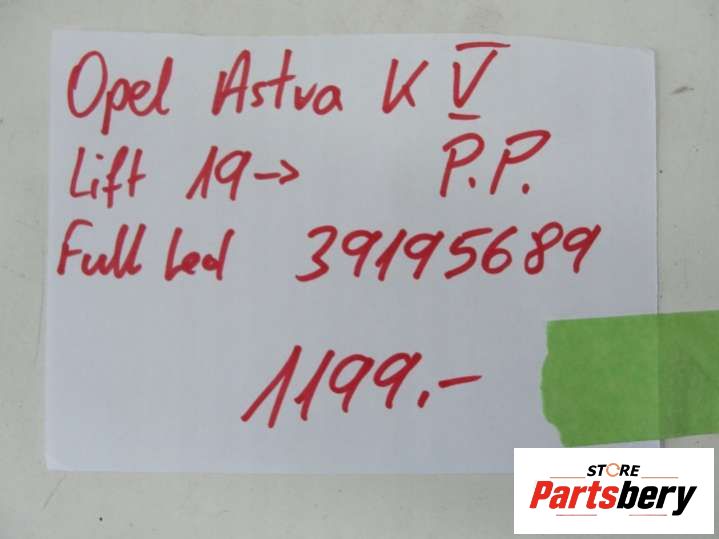 Opel Astra K V
Lift 19->
P.P.
Full Led 39195689
1199.-
STORE
Partsbery